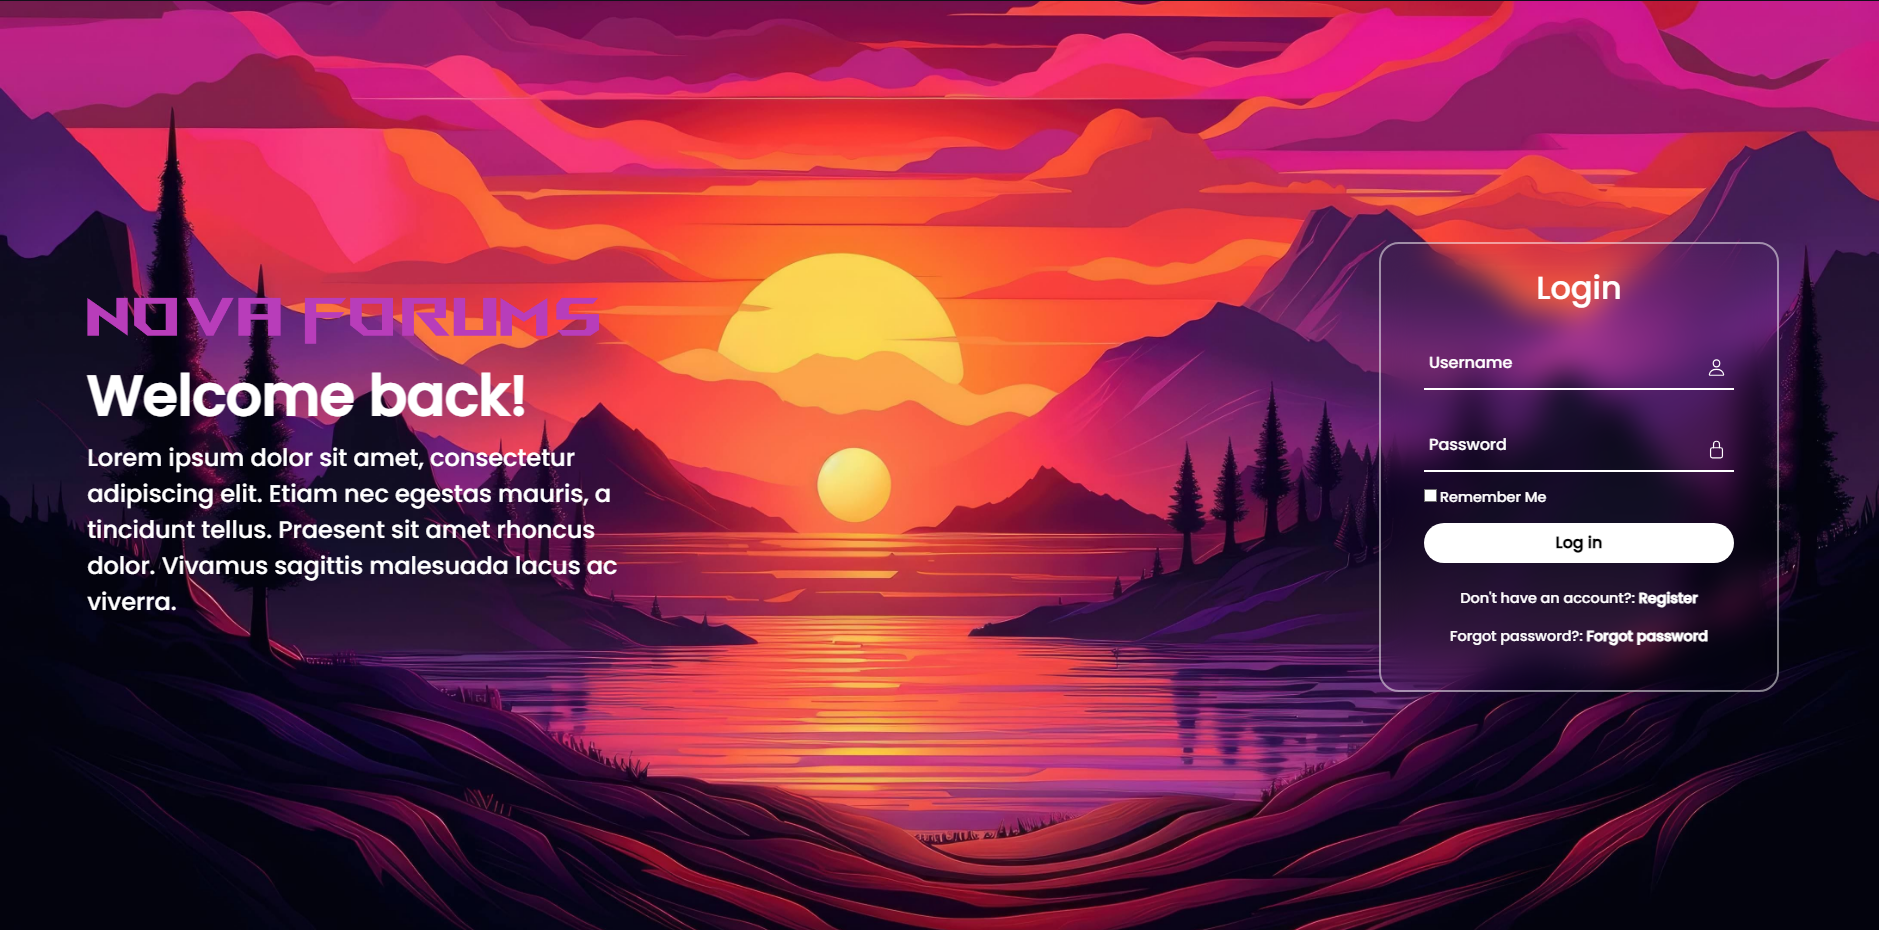 NOVA FORUMS
Welcome back!
Lorem ipsum dolor sit amet, consectetur
adipiscing elit. Etiam nec egestas mauris, a
tincidunt tellus. Praesent sit amet rhoncus
dolor. Vivamus sagittis malesuada lacus ac
viverra.
Login
Username
Password
Remember Me
Log in
Don't have an account?: Register
Forgot password?: Forgot password